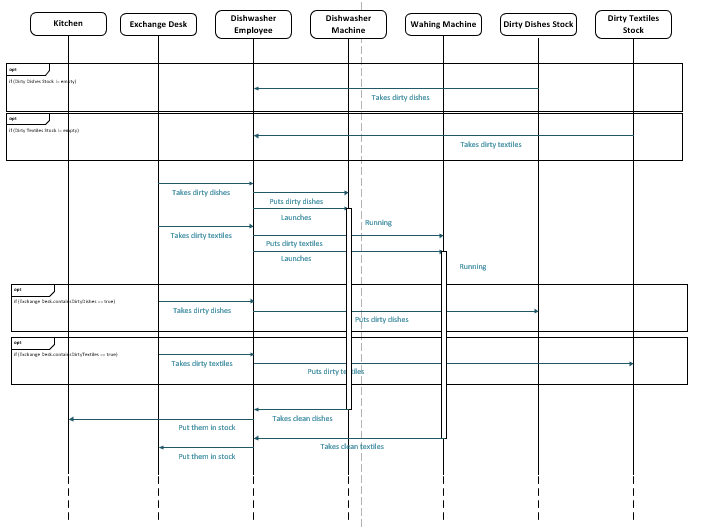 Kitchen
Exchange Desk
Dishwasher
Employee
Dishwasher
Machine
Wahing Machine
Dirty Dishes Stock
Dirty Textiles
Stock
opt
if (Dirty Dishes Stock != empty)
Takes dirty dishes
opt
if (Dirty Textiles Stock != empty)
Takes dirty textiles
Takes dirty dishes
Puts dirty dishes
Launches
Running
Takes dirty textiles
Puts dirty textiles
Launches
Running
opt
if (Exchange Desk.containsDirtyDishes == true)
Takes dirty dishes
Puts dirty dishes
opt
if (Exchange Desk.containsDirtyTextiles == true)
Takes dirty textiles
Puts dirty textiles
Takes clean dishes
Put them in stock
Takes clean textiles
Put them in stock